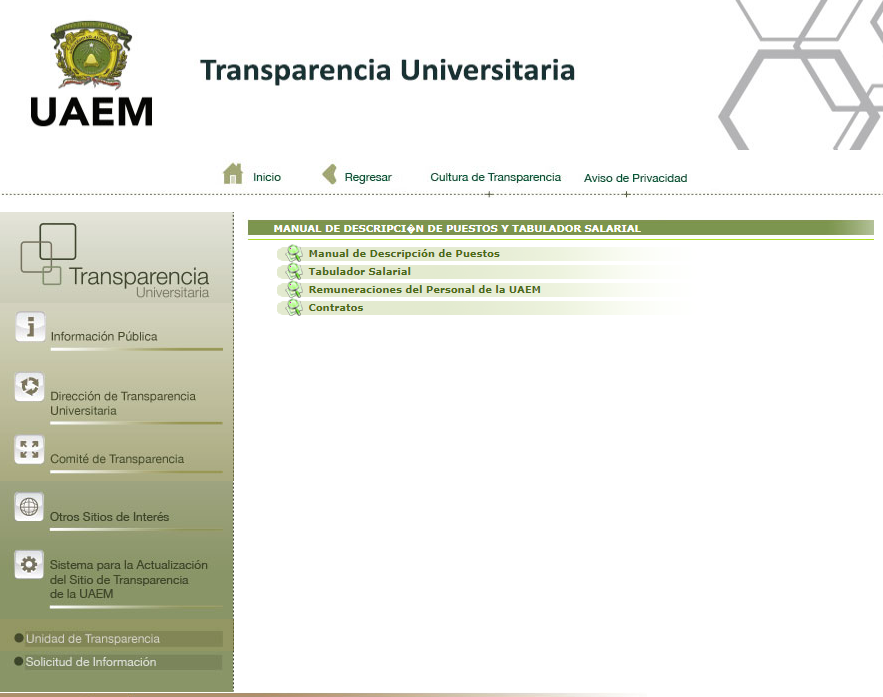 UAEM
Transparencia Universitaria
Inicio
Regresar
Cultura de Transparencia
Aviso de Privacidad
Transparencia
Universitaria
Información Pública
Dirección de Transparencia
Universitaria
Comité de Transparencia
Otros Sitios de Interés
Sistema para la Actualización
del Sitio de Transparencia
de la UAEM
Unidad de Transparencia
Solicitud de Información
MANUAL DE DESCRIPCI�N DE PUESTOS Y TABULADOR SALARIAL
Manual de Descripción de Puestos
Tabulador Salarial
Remuneraciones del Personal de la UAEM
Contratos